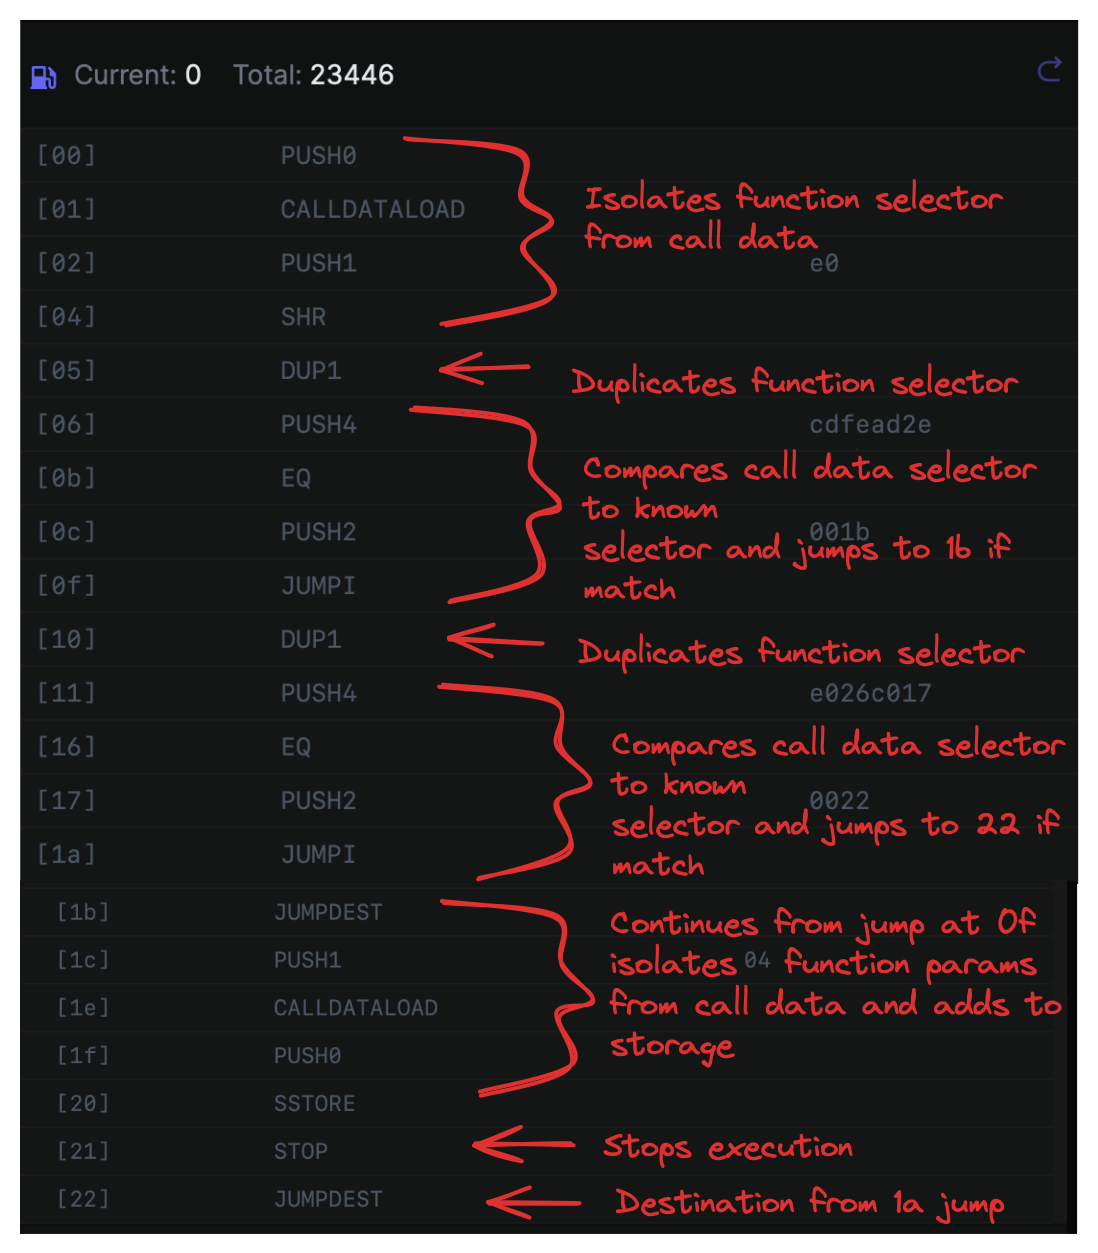 Current: 0 Total: 23446
[00] PUSH0
[01] CALLDATALOAD
Isolates function selector
from call data
[02] PUSH1 e0
[04] SHR
[05] DUP1
Duplicates function selector
[06] PUSH4 cdfead2e
[0b] EQ
Compares call data selector
to known
[0c] PUSH2 001b
selector and jumps to 1b if
match
[0f] JUMPI
[10] DUP1
Duplicates function selector
[11] PUSH4 e026c017
[16] EQ
Compares call data selector
to known
[17] PUSH2 0022
selector and jumps to 22 if
match
[1a] JUMPI
[1b] JUMPDEST
Continues from jump at 0f
[1c] PUSH1 04
isolates function params
[1e] CALLDATALOAD
from call data and adds to
storage
[1f] PUSH0
[20] SSTORE
[21] STOP
Stops execution
[22] JUMPDEST
Destination from 1a jump